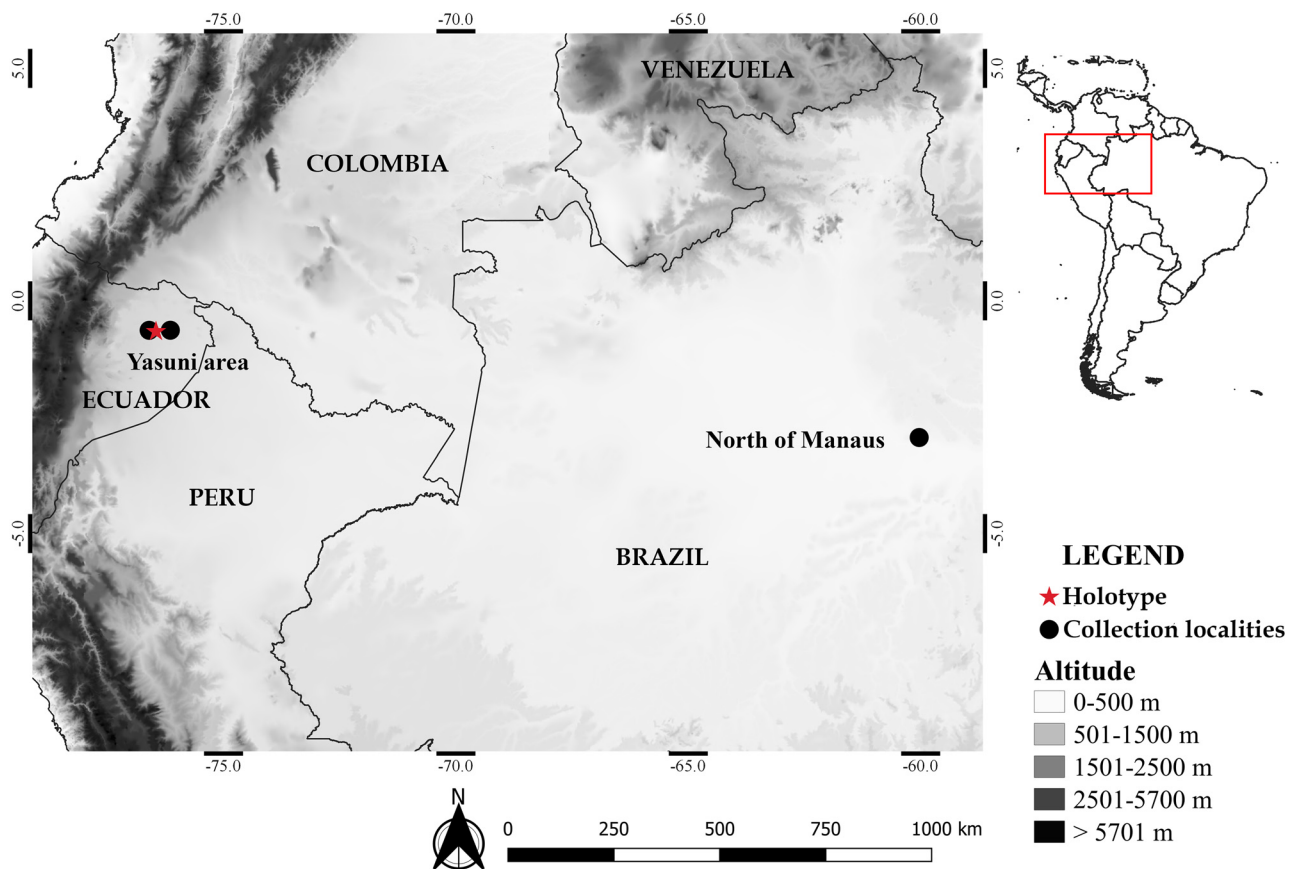 -75.0
-70.0
-65.0
-60.0
5.0
5.0
VENEZUELA
COLOMBIA
0.0
0.0
Yasuni area
ECUADOR
North of Manaus
PERU
-5.0
-5.0
BRAZIL
-75.0
-70.0
-65.0
-60.0
N
0 250 500 750 1000 km
LEGEND
Holotype
Collection localities
Altitude
0-500 m
501-1500 m
1501-2500 m
2501-5700 m
> 5701 m